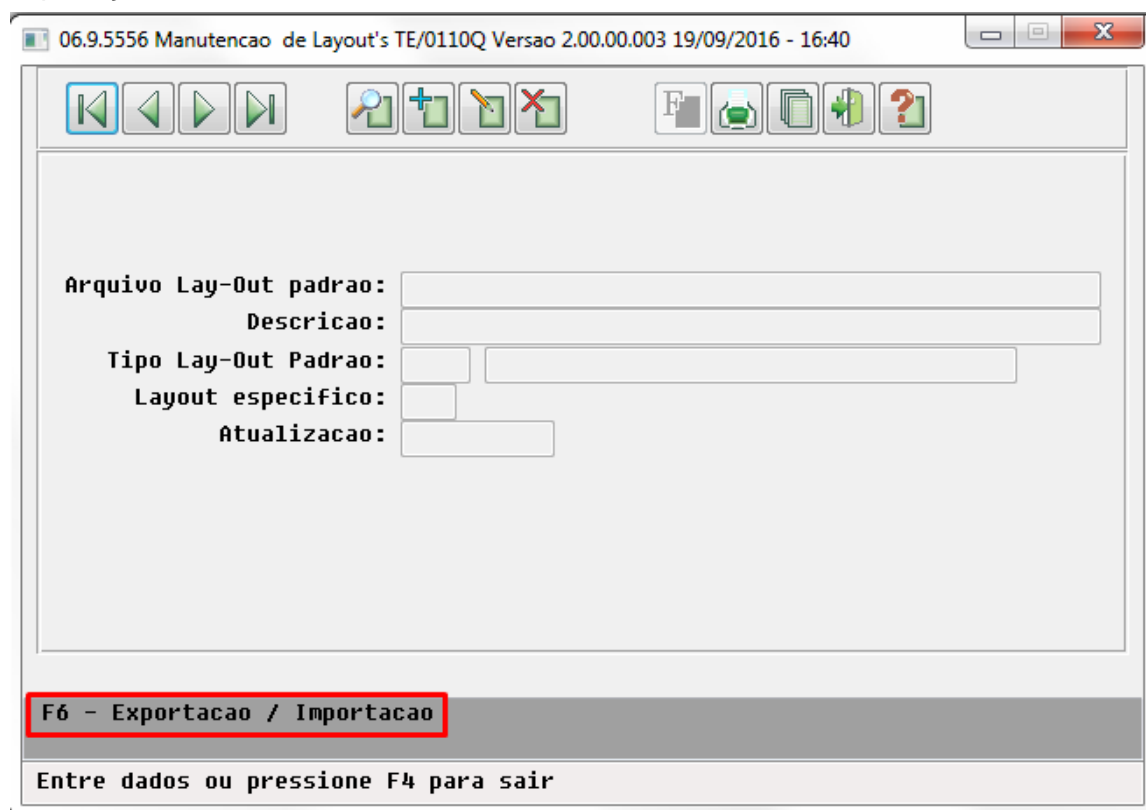 06.9.5556 Manutencao de Layout's TE/0110Q Versao 2.00.00.003 19/09/2016 - 16:40
F
Arquivo Lay-Out padrao:
Descricao:
Tipo Lay-Out Padrao:
Layout especifico:
Atualizacao:
F6 - Exportacao / Importacao
Entre dados ou pressione F4 para sair